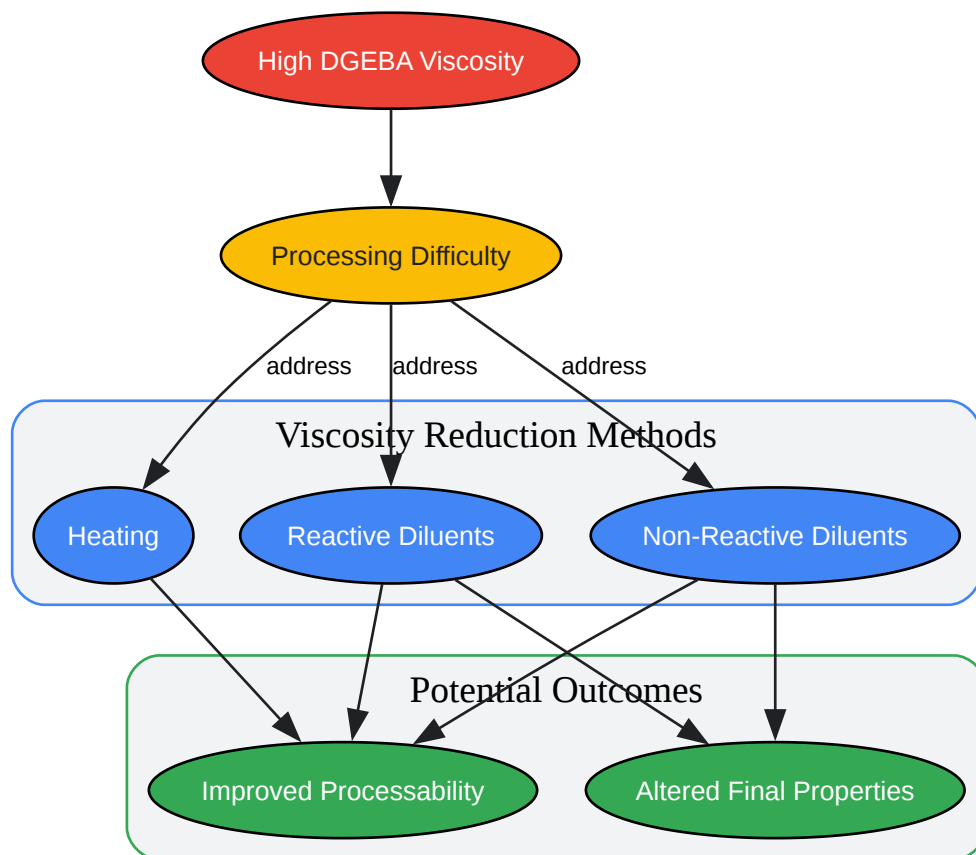 High DGEBA Viscosity
Processing Difficulty
address
address
address
Viscosity Reduction Methods
Heating
Reactive Diluents
Non-Reactive Diluents
Potential Outcomes
Improved Processability
Altered Final Properties